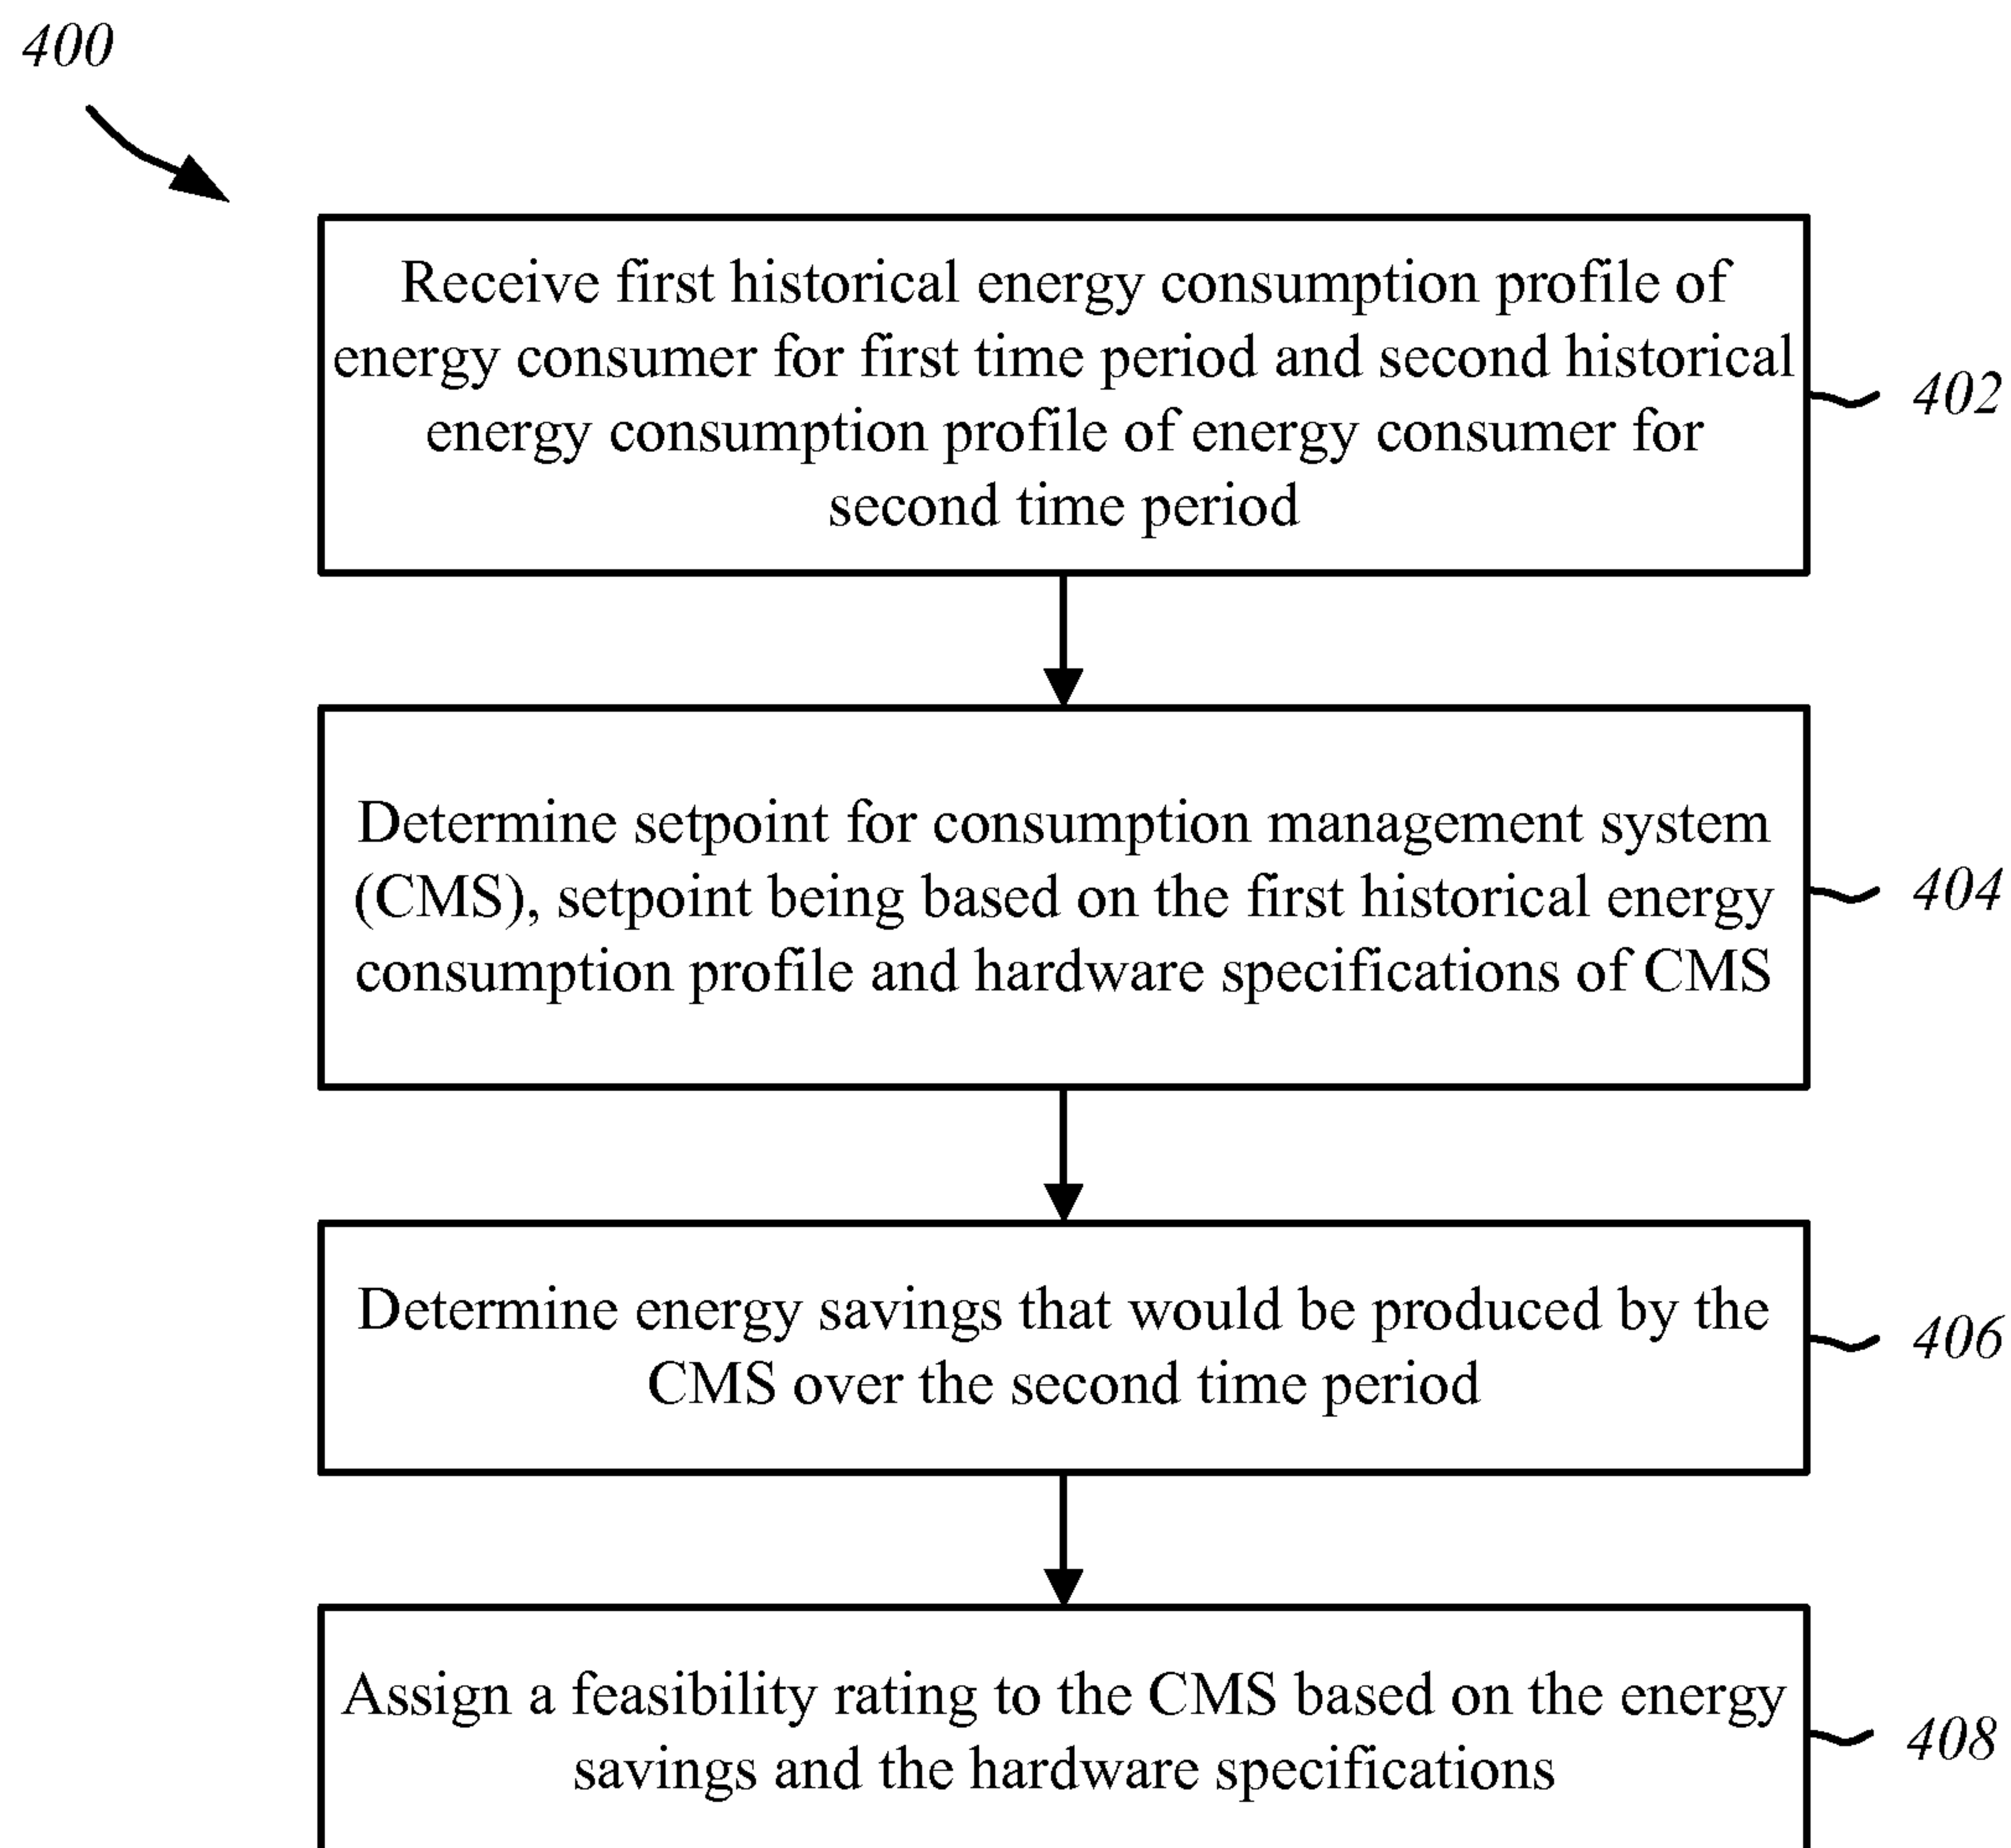 400
Receive first historical energy consumption profile of
energy consumer for first time period and second historical
energy consumption profile of energy consumer for
second time period
402
Determine setpoint for consumption management system
(CMS), setpoint being based on the first historical energy
consumption profile and hardware specifications of CMS
404
Determine energy savings that would be produced by the
CMS over the second time period
406
Assign a feasibility rating to the CMS based on the energy
savings and the hardware specifications
408